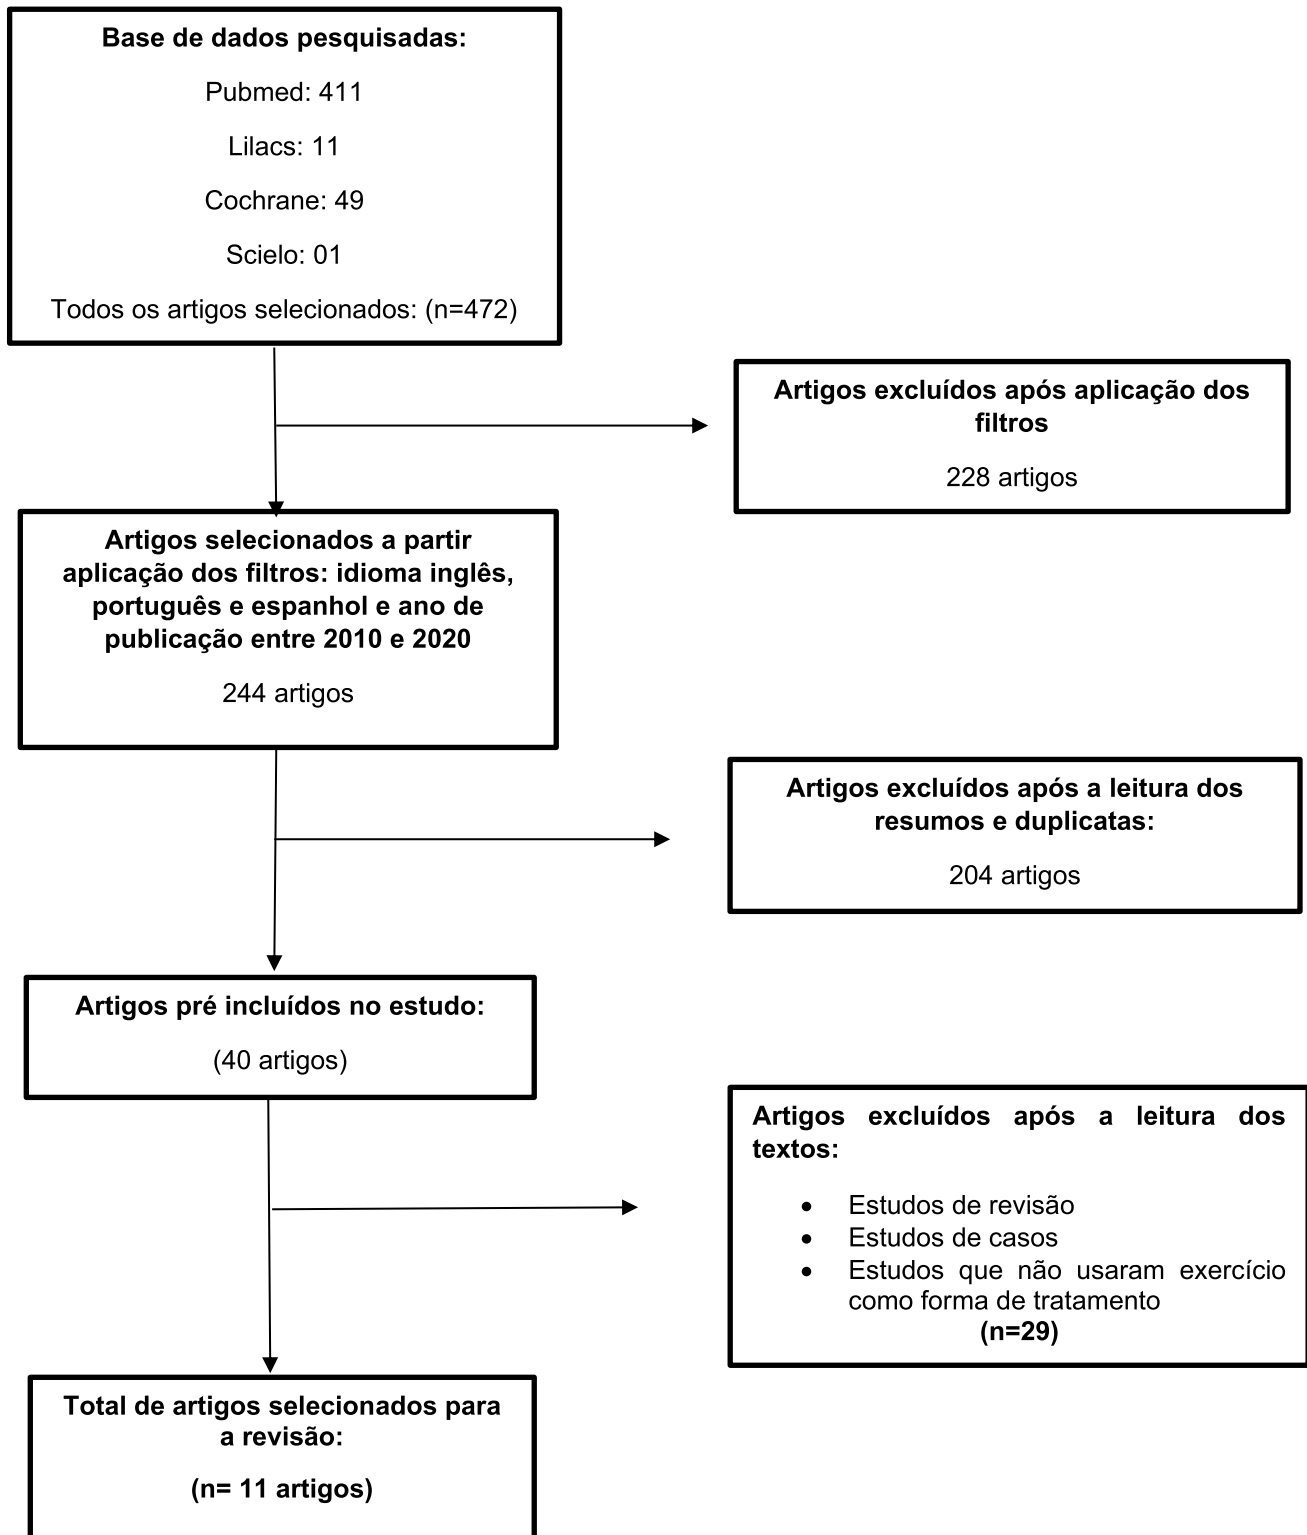 Base de dados pesquisadas:
Pubmed: 411
Lilacs: 11
Cochrane: 49
Scielo: 01
Todos os artigos selecionados: (n=472)
Artigos excluídos após aplicação dos
filtros
228 artigos
Artigos selecionados a partir
aplicação dos filtros: idioma inglês,
português e espanhol e ano de
publicação entre 2010 e 2020
244 artigos
Artigos excluídos após a leitura dos
resumos e duplicatas:
204 artigos
Artigos pré incluídos no estudo:
(40 artigos)
Artigos excluídos após a leitura dos
textos:
• Estudos de revisão
• Estudos de casos
• Estudos que não usaram exercício
como forma de tratamento
(n=29)
Total de artigos selecionados para
a revisão:
(n= 11 artigos)